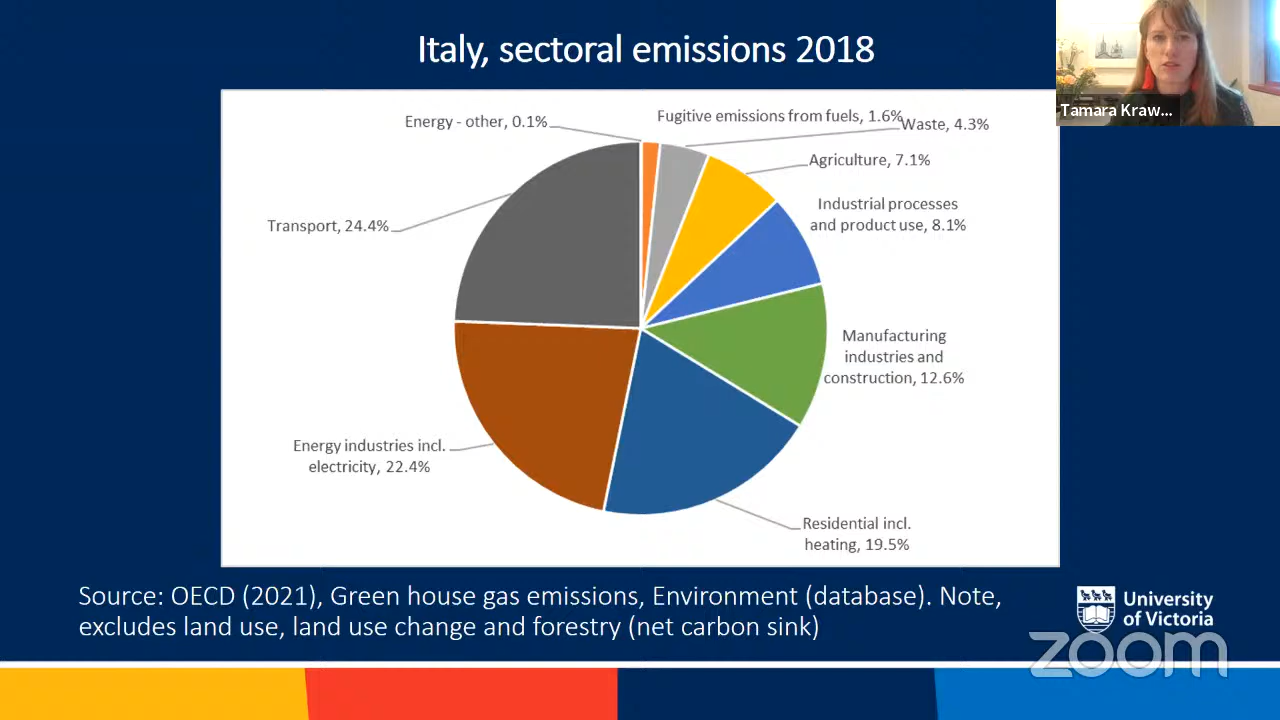 Italy, sectoral emissions 2018
Tamara Kraw...
Energy - other, 0.1%
Fugitive emissions from fuels, 1.6%
Waste, 4.3%
Agriculture, 7.1%
Industrial processes
and product use, 8.1%
Transport, 24.4%
Manufacturing
industries and
construction, 12.6%
Energy industries incl.
electricity, 22.4%
Residential incl.
heating, 19.5%
Source: OECD (2021), Green house gas emissions, Environment (database). Note,
excludes land use, land use change and forestry (net carbon sink)
University
of Victoria
zoom